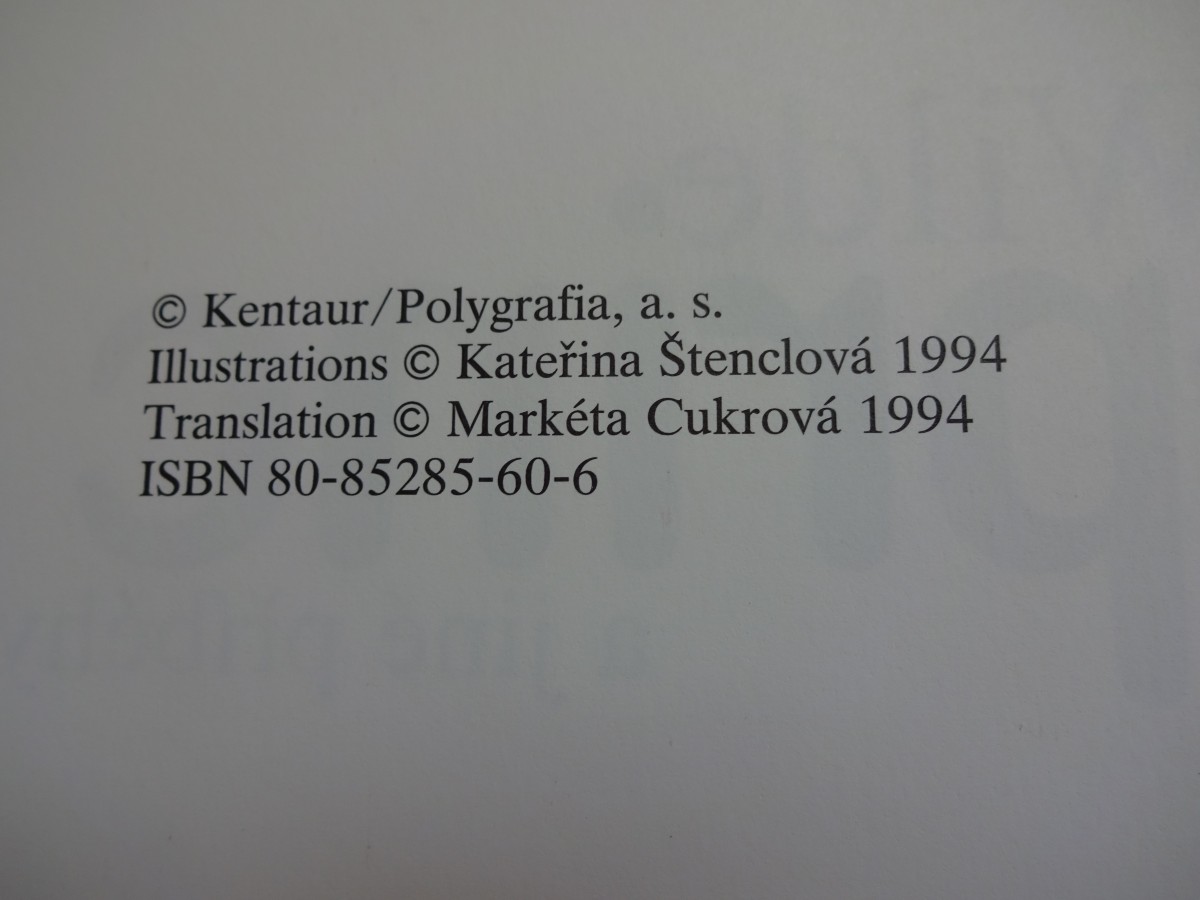 © Kentaur/Polygrafia, a. s.
Illustrations © Kateřina Štenclová 1994
Translation © Markéta Cukrová 1994
ISBN 80-85285-60-6